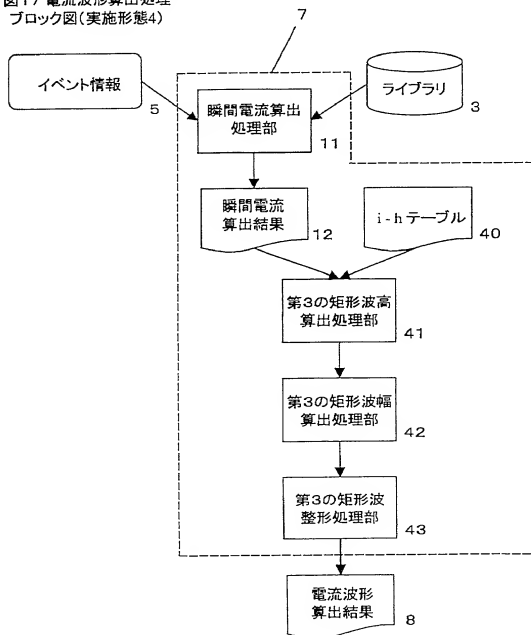 図17 電流波形算出処理
ブロック図(実施形態4)
7
イベント情報
5
ライブラリ
3
瞬間電流算出
処理部
11
瞬間電流
算出結果
12
i-hテーブル
40
第3の矩形波高
算出処理部
41
第3の矩形波幅
算出処理部
42
第3の矩形波
整形処理部
43
電流波形
算出結果
8